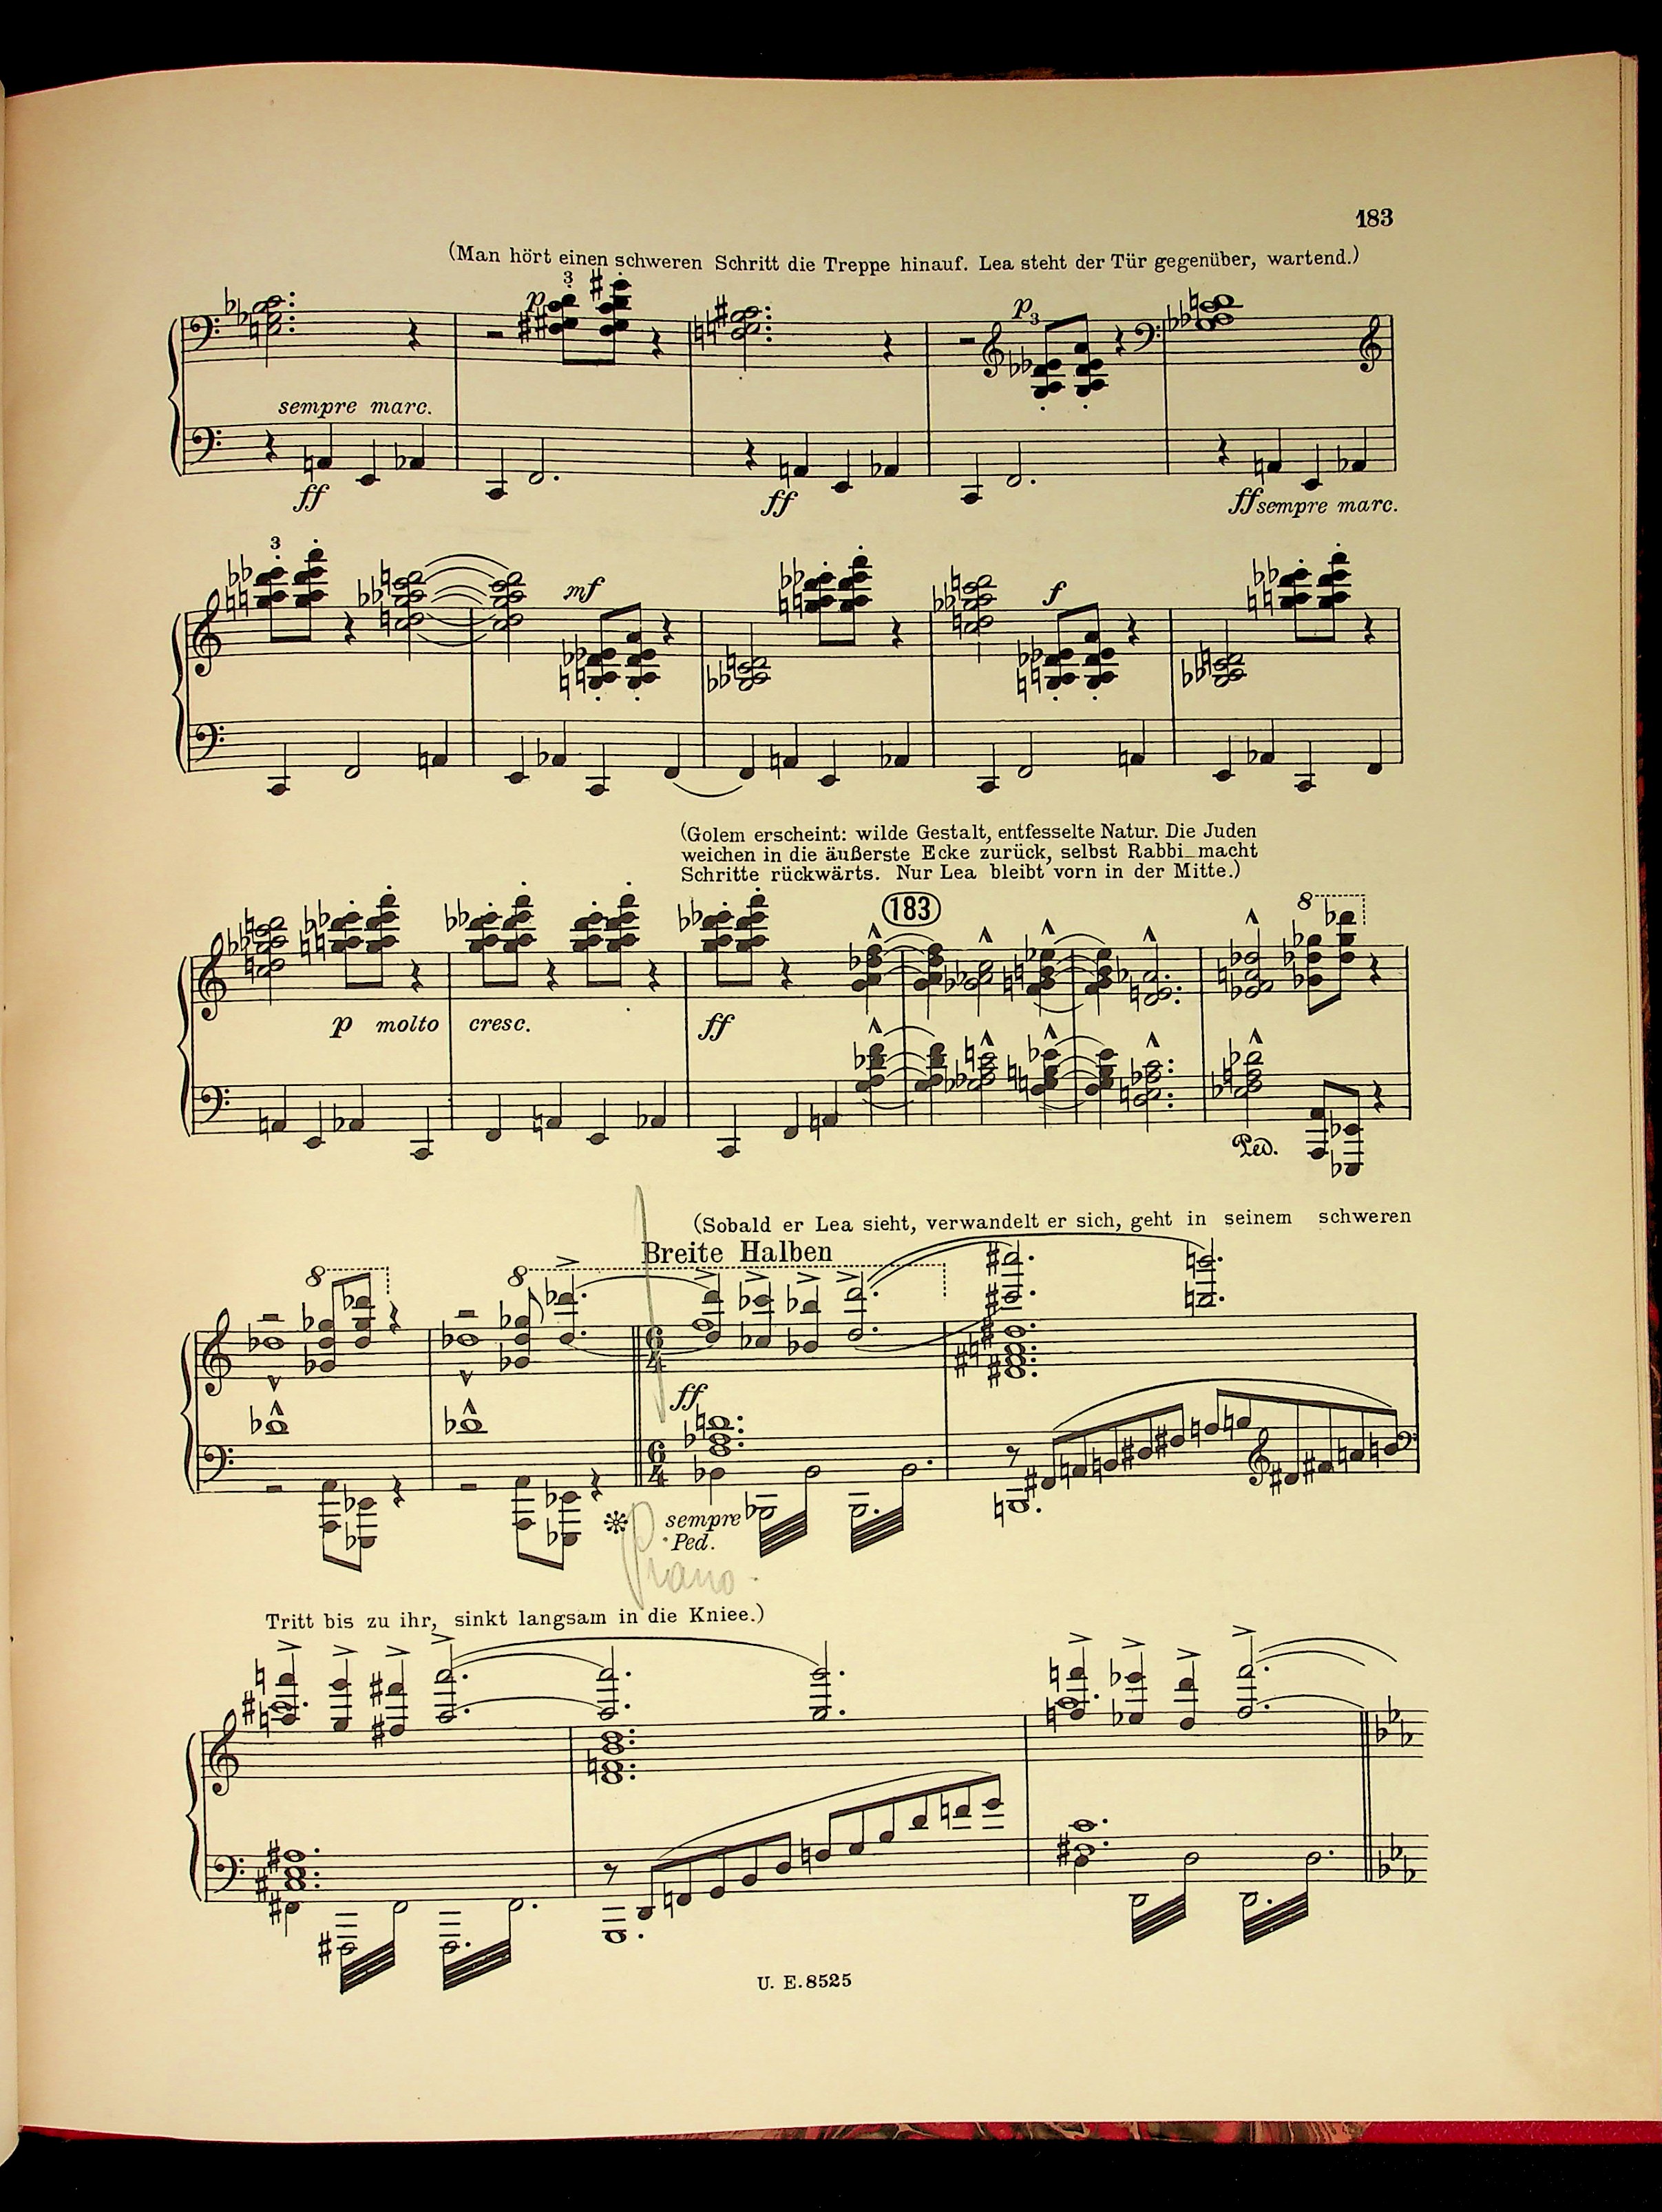 183
(Man hört einen schweren Schritt die Treppe hinauf. Lea steht der Tür gegenüber, wartend.)
3
p
p
3
sempre marc.
ff
ff
ff sempre marc.
3
mf
f
(Golem erscheint: wilde Gestalt, entfesselte Natur. Die Juden
weichen in die äußerste Ecke zurück, selbst Rabbi macht
Schritte rückwärts. Nur Lea bleibt vorn in der Mitte.)
183
8
p molto cresc.
ff
Ped.
(Sobald er Lea sieht, verwandelt er sich, geht in seinem schweren
Breite Halben
8
8
6
4
ff
6
4
sempre
Ped.
Piano
Tritt bis zu ihr, sinkt langsam in die Kniee.)
U. E. 8525